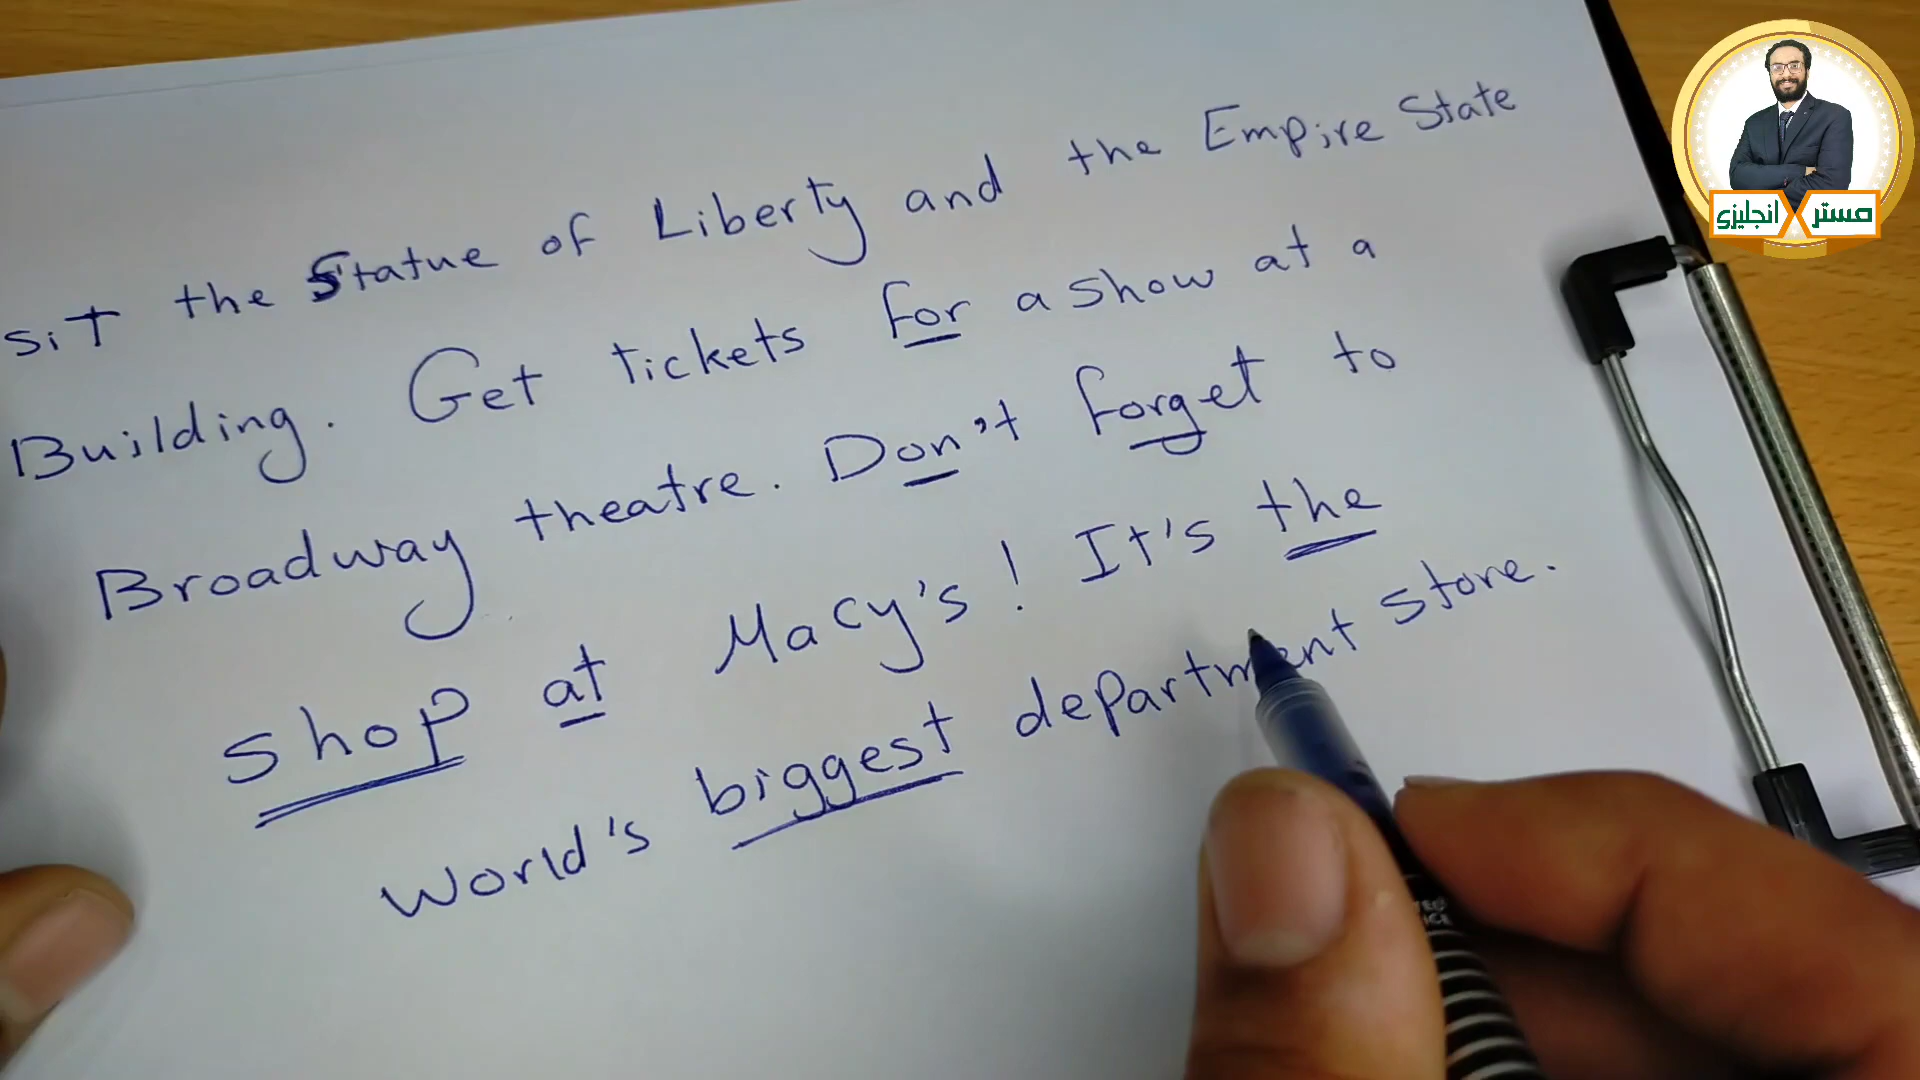 sit the Statue of Liberty and the Empire State
Building. Get tickets for a show at a
Broadway theatre. Don't forget to
shop at Macy's! It's the
world's biggest department store.
مستر X انجليزي